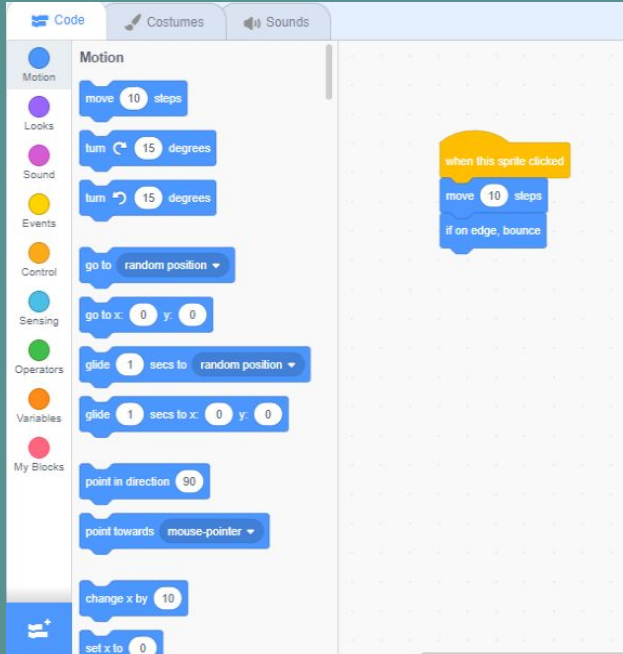 Code Costumes Sounds
Motion
Looks
Sound
Events
Control
Sensing
Operators
Variables
My Blocks
Motion
move 10 steps
turn 15 degrees
turn 15 degrees
go to random position
go to x: 0 y: 0
glide 1 secs to random position
glide 1 secs to x: 0 y: 0
point in direction 90
point towards mouse-pointer
change x by 10
set x to 0
when this sprite clicked
move 10 steps
if on edge, bounce